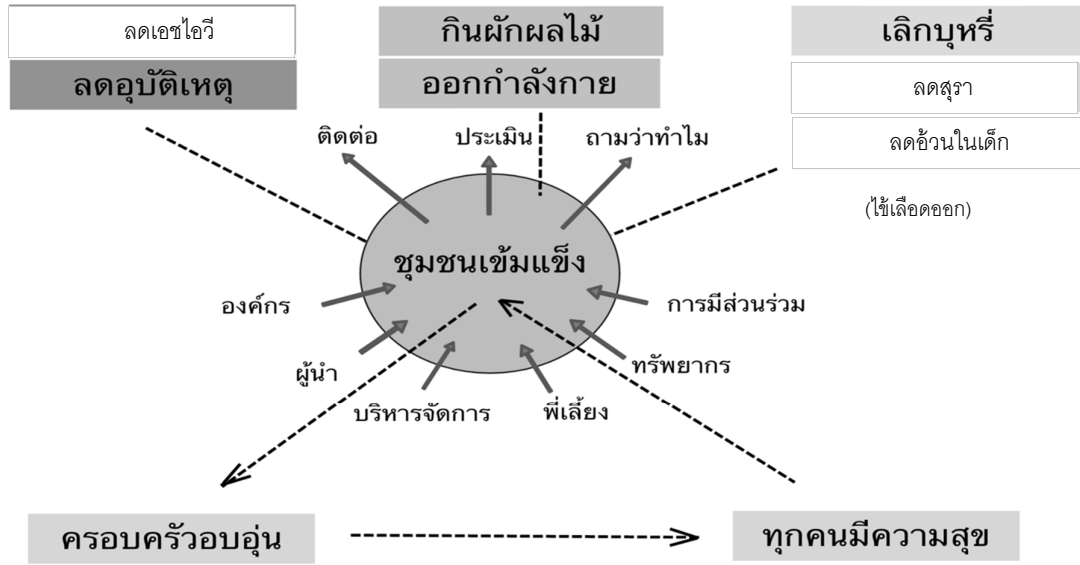 ลดเอชไอวี
ลดอุบัติเหตุ
กินผักผลไม้
ออกกำลังกาย
เลิกบุหรี่
ลดสุรา
ลดอ้วนในเด็ก
(ไข้เลือดออก)
ติดต่อ
ประเมิน
ถามว่าทำไม
ชุมชนเข้มแข็ง
องค์กร
การมีส่วนร่วม
ผู้นำ
ทรัพยากร
บริหารจัดการ
พี่เลี้ยง
ครอบครัวอบอุ่น
ทุกคนมีความสุข